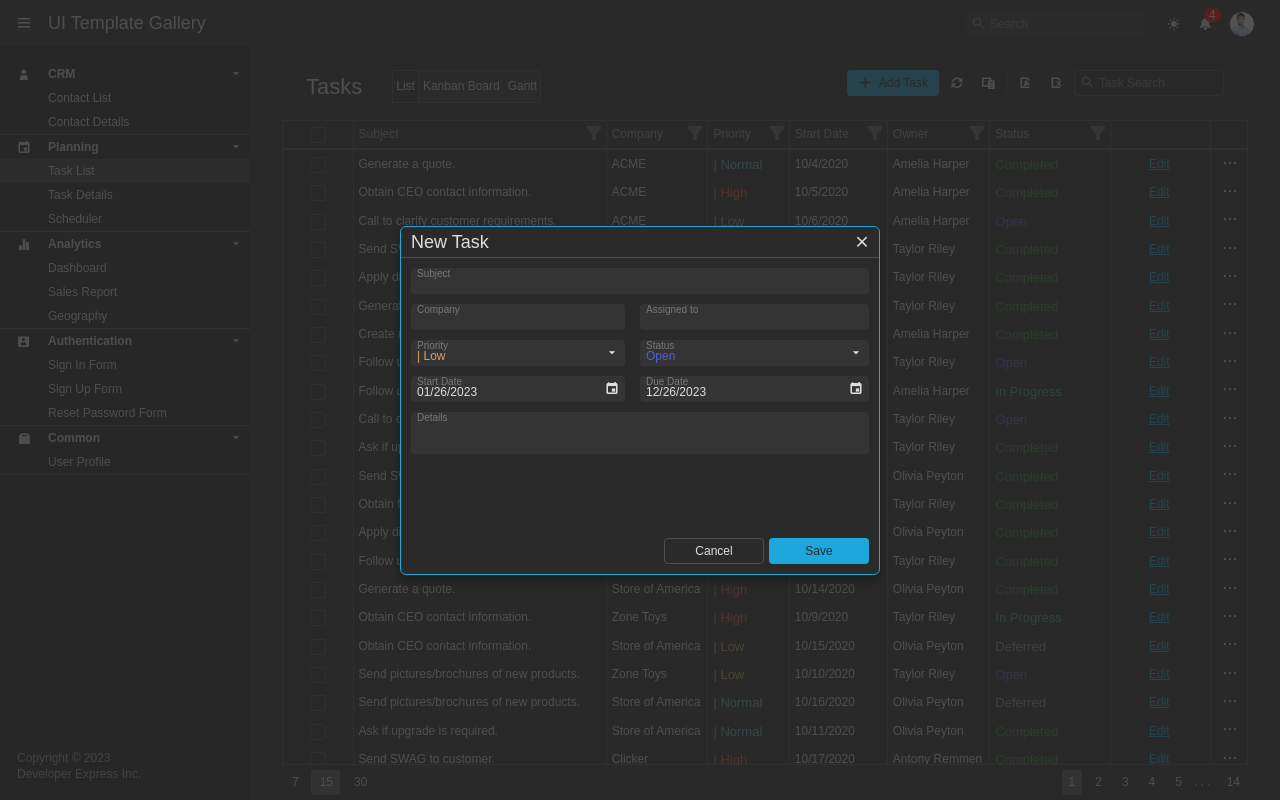 UI Template Gallery
Search
4
CRM
Contact List
Contact Details
Planning
Task List
Task Details
Scheduler
Analytics
Dashboard
Sales Report
Geography
Authentication
Sign In Form
Sign Up Form
Reset Password Form
Common
User Profile
Copyright © 2023
Developer Express Inc.
Tasks
List Kanban Board Gantt
Add Task
Task Search
Subject Company Priority Start Date Owner Status
Generate a quote. ACME | Normal 10/4/2020 Amelia Harper Completed Edit
Obtain CEO contact information. ACME | High 10/5/2020 Amelia Harper Completed Edit
Call to clarify customer requirements. ACME | Low 10/6/2020 Amelia Harper Open Edit
Send S Taylor Riley Completed Edit
Apply d Taylor Riley Completed Edit
Genera Taylor Riley Completed Edit
Create Amelia Harper Completed Edit
Follow u Taylor Riley Open Edit
Follow u Amelia Harper In Progress Edit
Call to c Taylor Riley Open Edit
Ask if up Taylor Riley Completed Edit
Send S Olivia Peyton Completed Edit
Obtain Taylor Riley Completed Edit
Apply d Olivia Peyton Completed Edit
Follow u Taylor Riley Completed Edit
Generate a quote. Store of America | High 10/14/2020 Olivia Peyton Completed Edit
Obtain CEO contact information. Zone Toys | High 10/9/2020 Taylor Riley In Progress Edit
Obtain CEO contact information. Store of America | Low 10/15/2020 Olivia Peyton Deferred Edit
Send pictures/brochures of new products. Zone Toys | Low 10/10/2020 Taylor Riley Open Edit
Send pictures/brochures of new products. Store of America | Normal 10/16/2020 Olivia Peyton Deferred Edit
Ask if upgrade is required. Store of America | Normal 10/11/2020 Olivia Peyton Completed Edit
Send SWAG to customer. Clicker | High 10/17/2020 Antony Remmen Completed Edit
7 15 30
1 2 3 4 5 . . . 14
New Task
Subject
Company
Assigned to
Priority
| Low
Status
Open
Start Date
01/26/2023
Due Date
12/26/2023
Details
Cancel
Save